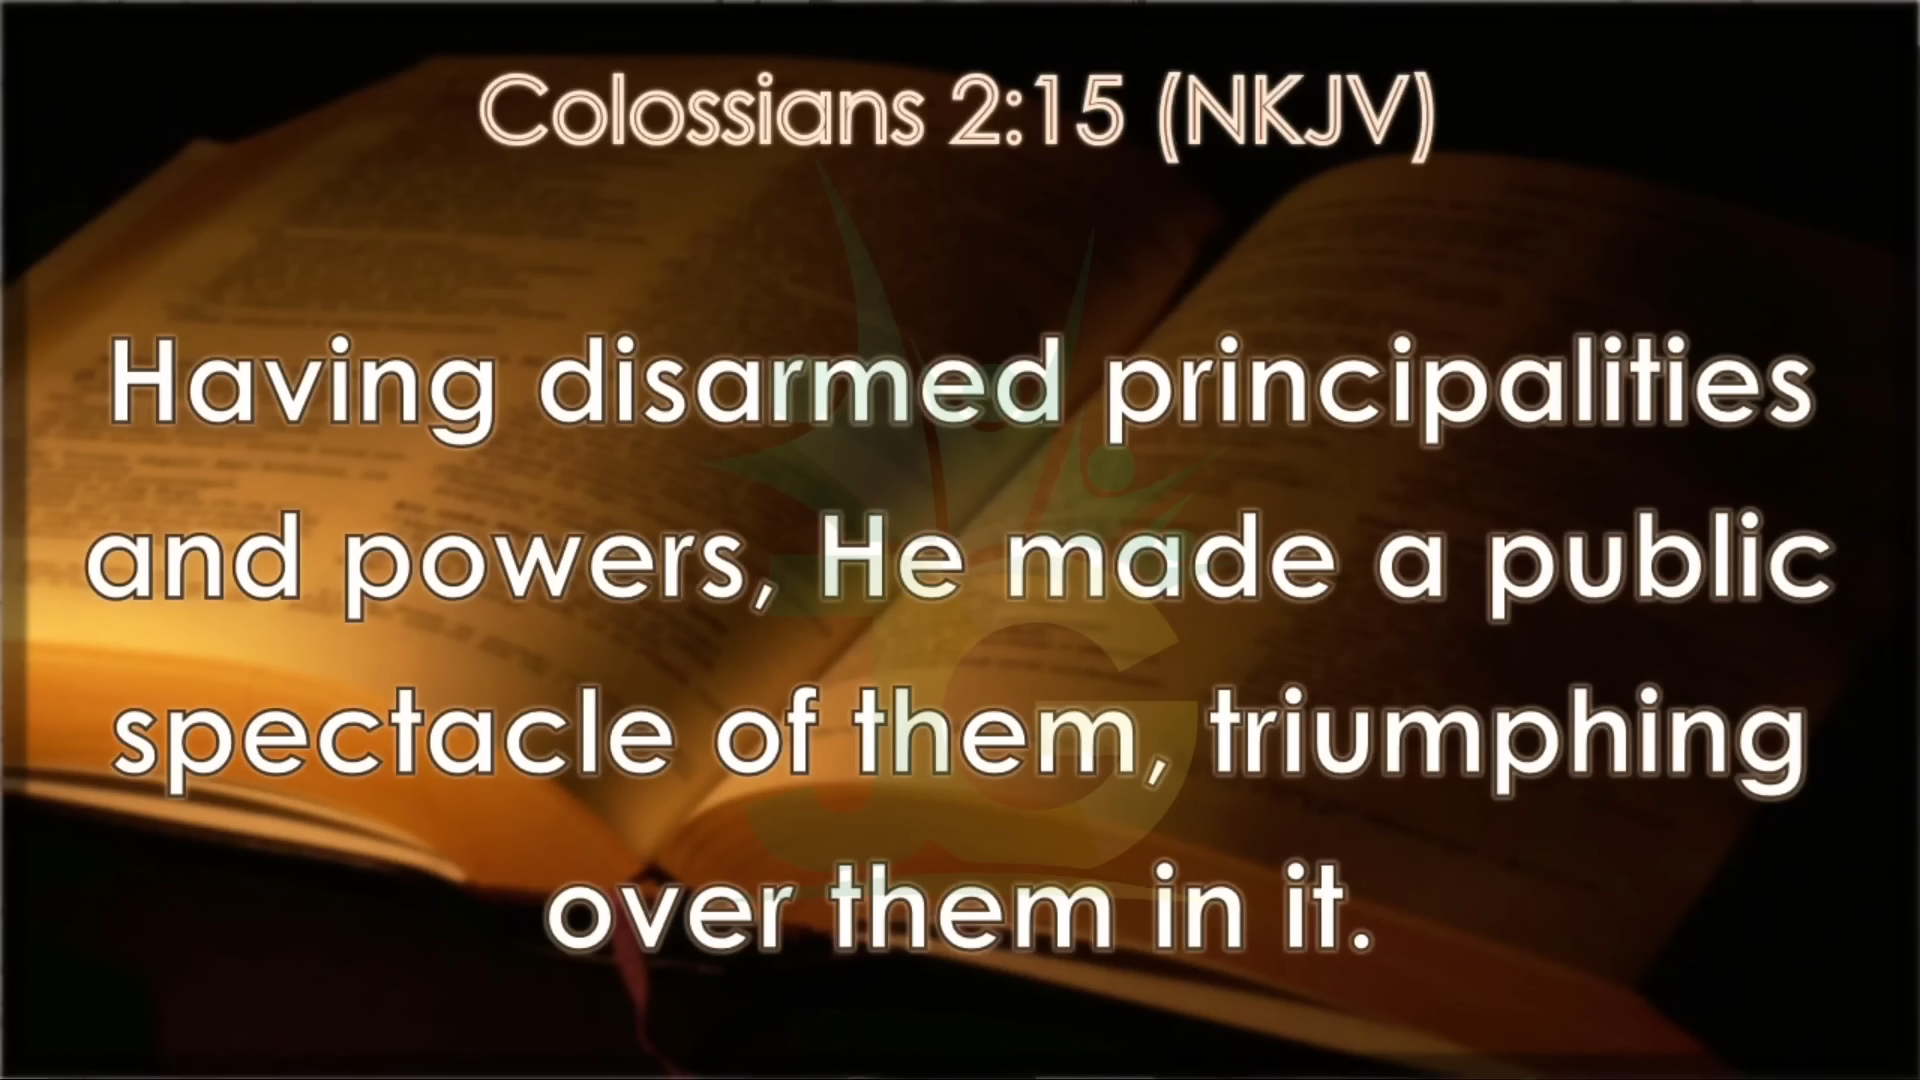 Colossians 2:15 (NKJV)
Having disarmed principalities
and powers, He made a public
spectacle of them, triumphing
over them in it.